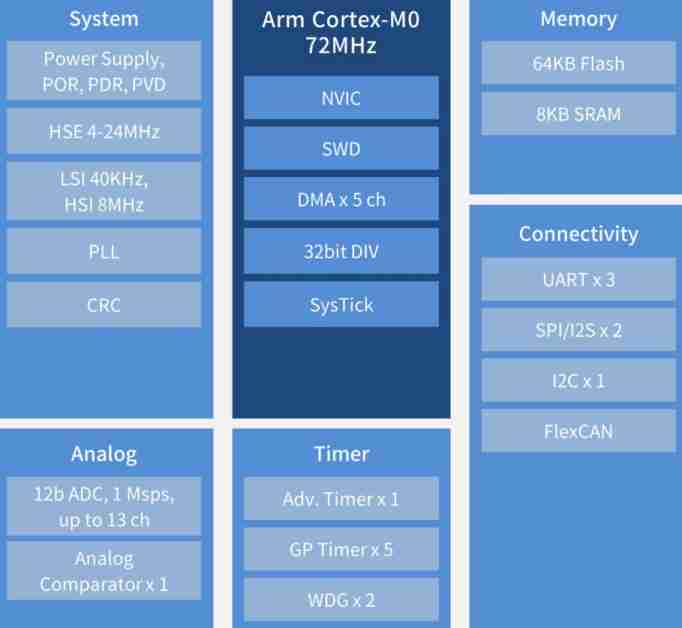 System
Power Supply,
POR, PDR, PVD
HSE 4-24MHz
LSI 40KHz,
HSI 8MHz
PLL
CRC
Arm Cortex-M0
72MHz
NVIC
SWD
DMA x 5 ch
32bit DIV
SysTick
Memory
64KB Flash
8KB SRAM
Connectivity
UART x 3
SPI/I2S x 2
I2C x 1
FlexCAN
Analog
12b ADC, 1 Msps,
up to 13 ch
Analog
Comparator x 1
Timer
Adv. Timer x 1
GP Timer x 5
WDG x 2